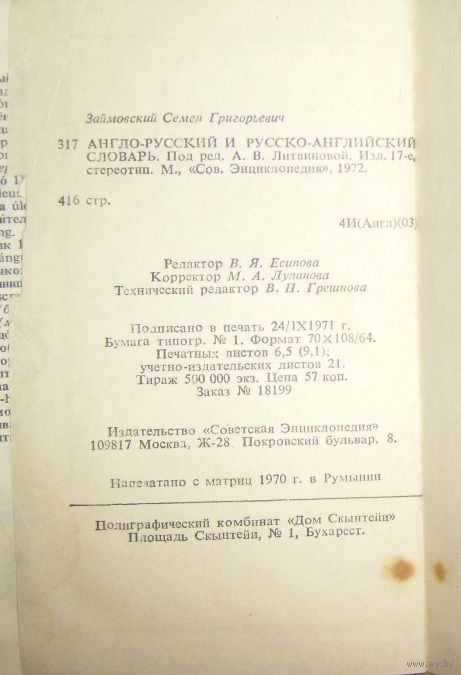 Займовский Семен Григорьевич
317 АНГЛО-РУССКИЙ И РУССКО-АНГЛИЙСКИЙ
СЛОВАРЬ. Под ред. А. В. Литвиновой. Изд. 17-е,
стереотип. М., «Сов. Энциклопедия», 1972.
416 стр.
4И(Англ)(03)
Редактор В. Я. Есипова
Корректор М. А. Лупанова
Технический редактор В. П. Грешнова
Подписано в печать 24/IX1971 г.
Бумага типогр. № 1. Формат 70×108/64.
Печатных листов 6,5 (9,1);
учетно-издательских листов 21.
Тираж 500 000 экз. Цена 57 коп.
Заказ № 18199
Издательство «Советская Энциклопедия»
109817 Москва, Ж-28. Покровский бульвар, 8.
Напечатано с матриц 1970 г. в Румынии
Полиграфический комбинат «Дом Скынтейи»
Площадь Скынтейи, № 1, Бухарест.
www.ay.by